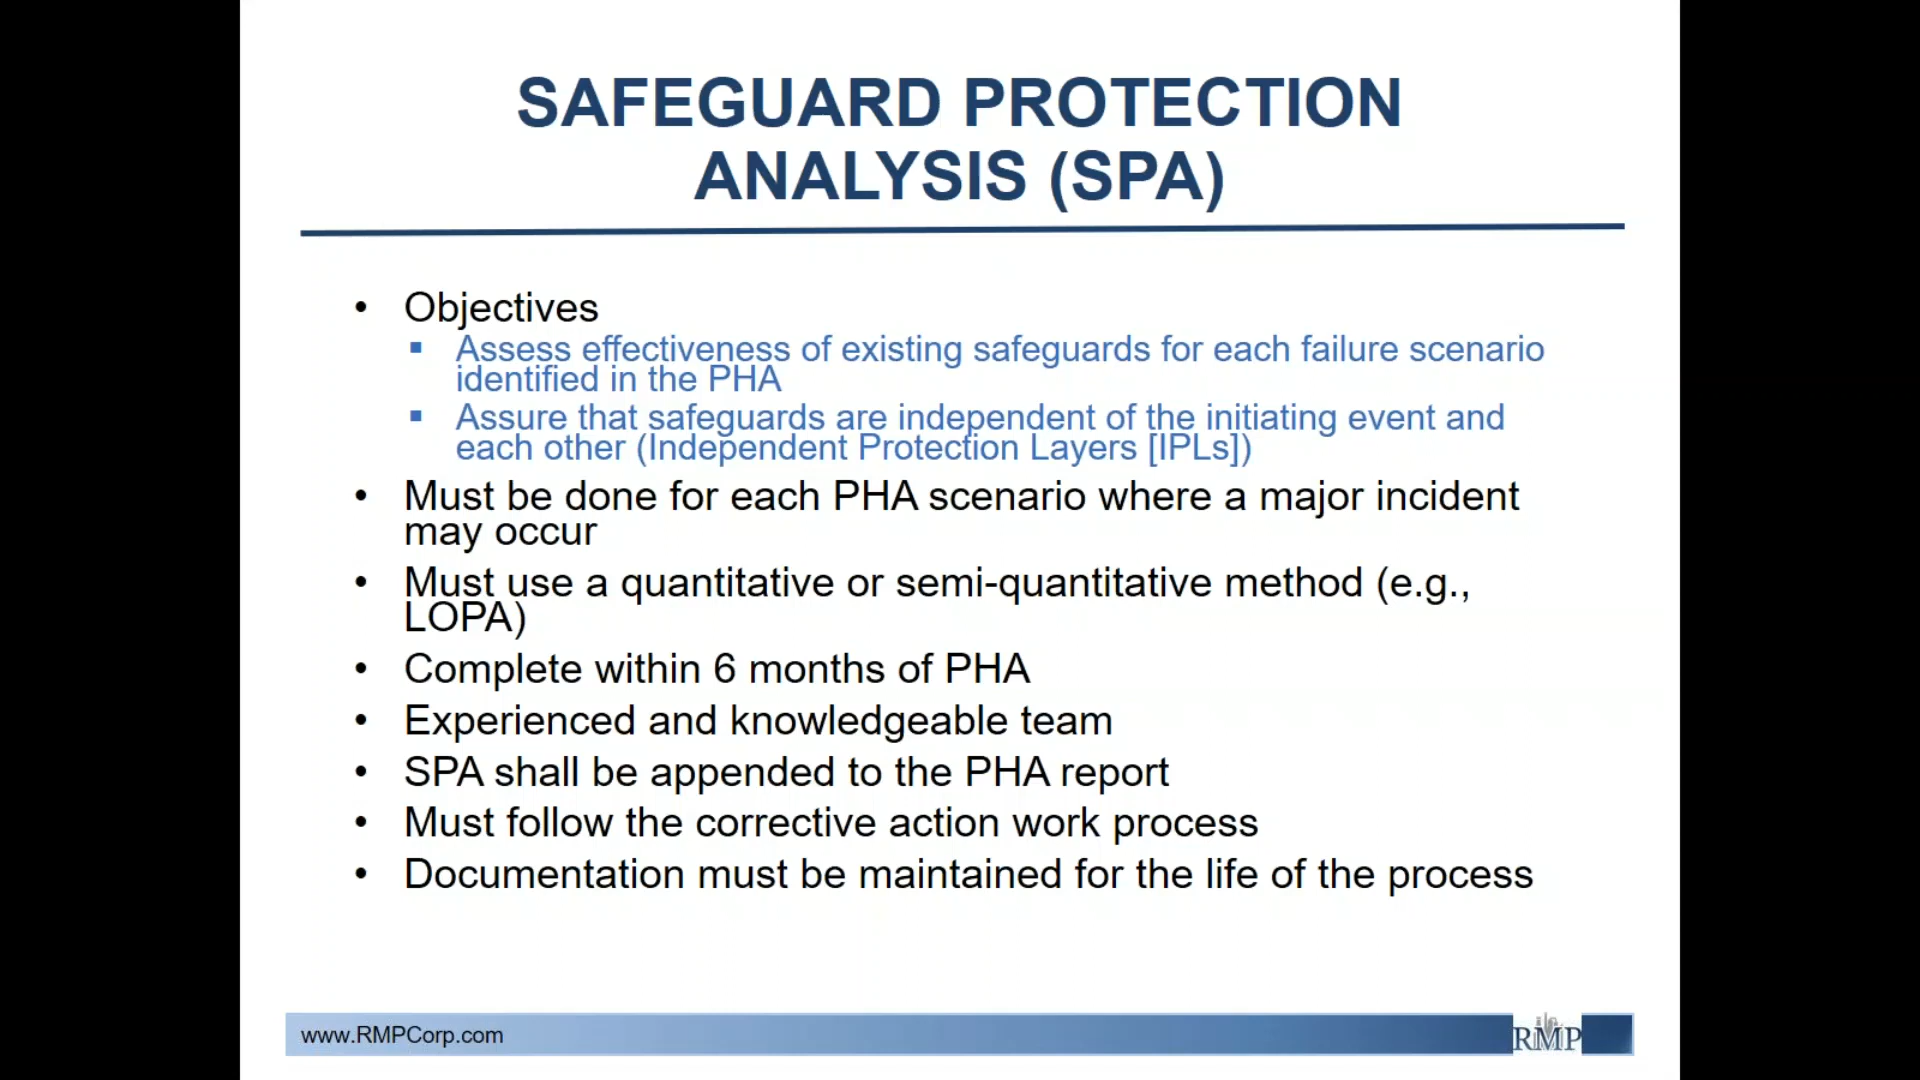 SAFEGUARD PROTECTION
ANALYSIS (SPA)
• Objectives
▪ Assess effectiveness of existing safeguards for each failure scenario
identified in the PHA
▪ Assure that safeguards are independent of the initiating event and
each other (Independent Protection Layers [IPLs])
• Must be done for each PHA scenario where a major incident
may occur
• Must use a quantitative or semi-quantitative method (e.g.,
LOPA)
• Complete within 6 months of PHA
• Experienced and knowledgeable team
• SPA shall be appended to the PHA report
• Must follow the corrective action work process
• Documentation must be maintained for the life of the process
www.RMPCorp.com
RMP